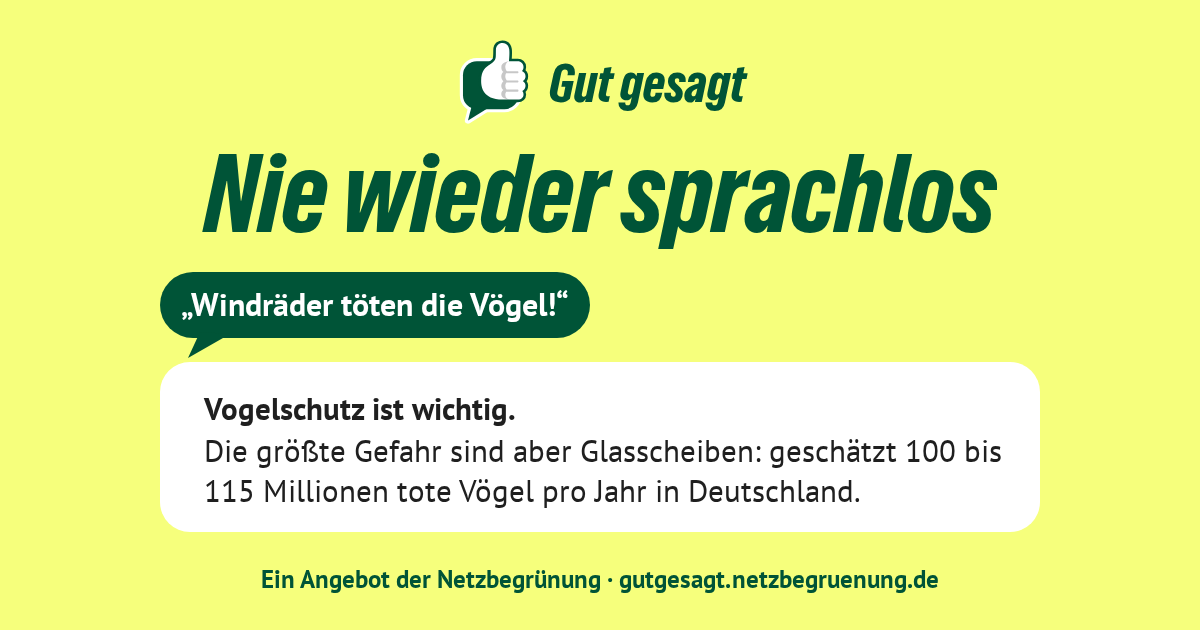 Gut gesagt
Nie wieder sprachlos
„Windräder töten die Vögel!“
Vogelschutz ist wichtig.
Die größte Gefahr sind aber Glasscheiben: geschätzt 100 bis
115 Millionen tote Vögel pro Jahr in Deutschland.
Ein Angebot der Netzbegrünung · gutgesagt.netzbegruenung.de